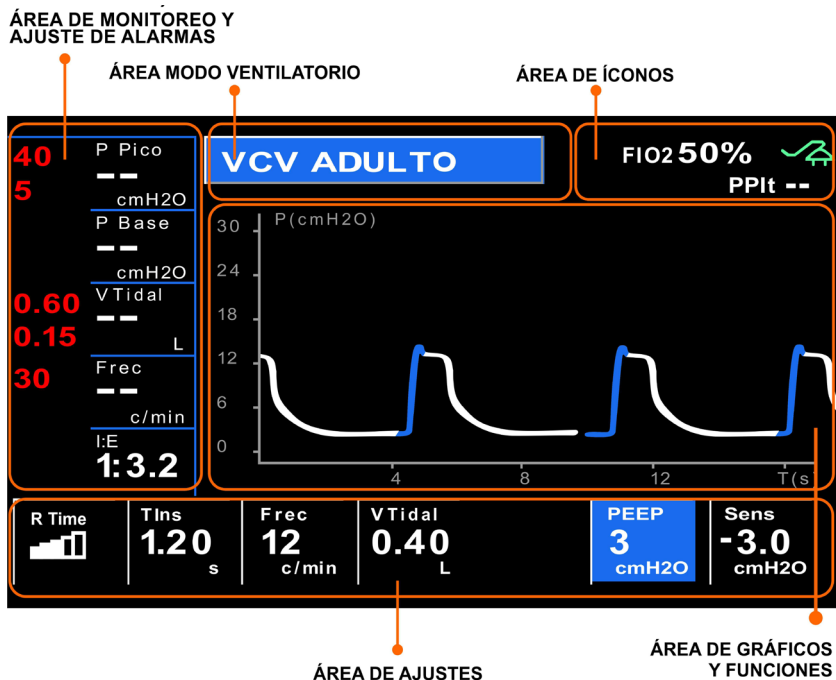 ÁREA DE MONITOREO Y
AJUSTE DE ALARMAS
ÁREA MODO VENTILATORIO
ÁREA DE ÍCONOS
40
5
P Pico
--
cmH2O
P Base
--
cmH2O
0.60
0.15
VTidal
--
L
30
Frec
--
c/min
I:E
1:3.2
VCV ADULTO
FIO2 50%
PPlt --
P(cmH2O)
30
24
18
12
6
0
4
8
12
T(s
R Time
TIns
1.20
s
Frec
12
c/min
VTidal
0.40
L
PEEP
3
cmH2O
Sens
-3.0
cmH2O
ÁREA DE AJUSTES
ÁREA DE GRÁFICOS
Y FUNCIONES